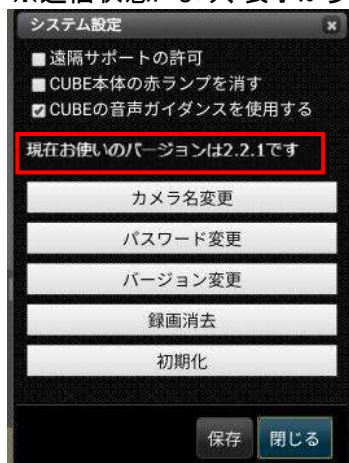 システム設定
遠隔サポートの許可
CUBE本体の赤ランプを消す
CUBEの音声ガイダンスを使用する
現在お使いのバージョンは2.2.1です
カメラ名変更
パスワード変更
バージョン変更
録画消去
初期化
保存 閉じる